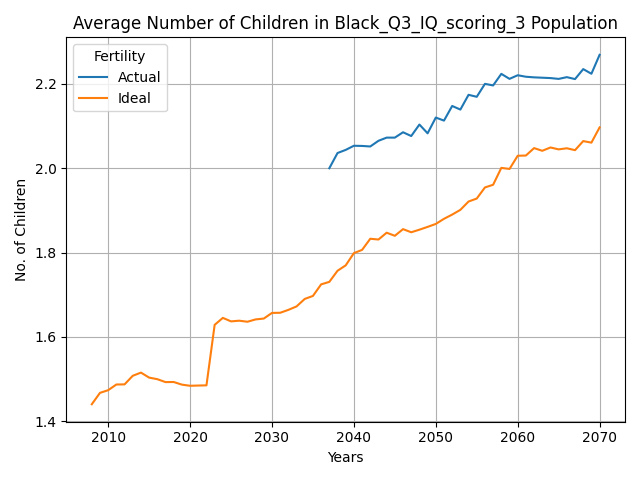 Average Number of Children in Black_Q3_IQ_scoring_3 Population
Fertility
Actual
Ideal
No. of Children
2.2
2.0
1.8
1.6
1.4
2010 2020 2030 2040 2050 2060 2070
Years